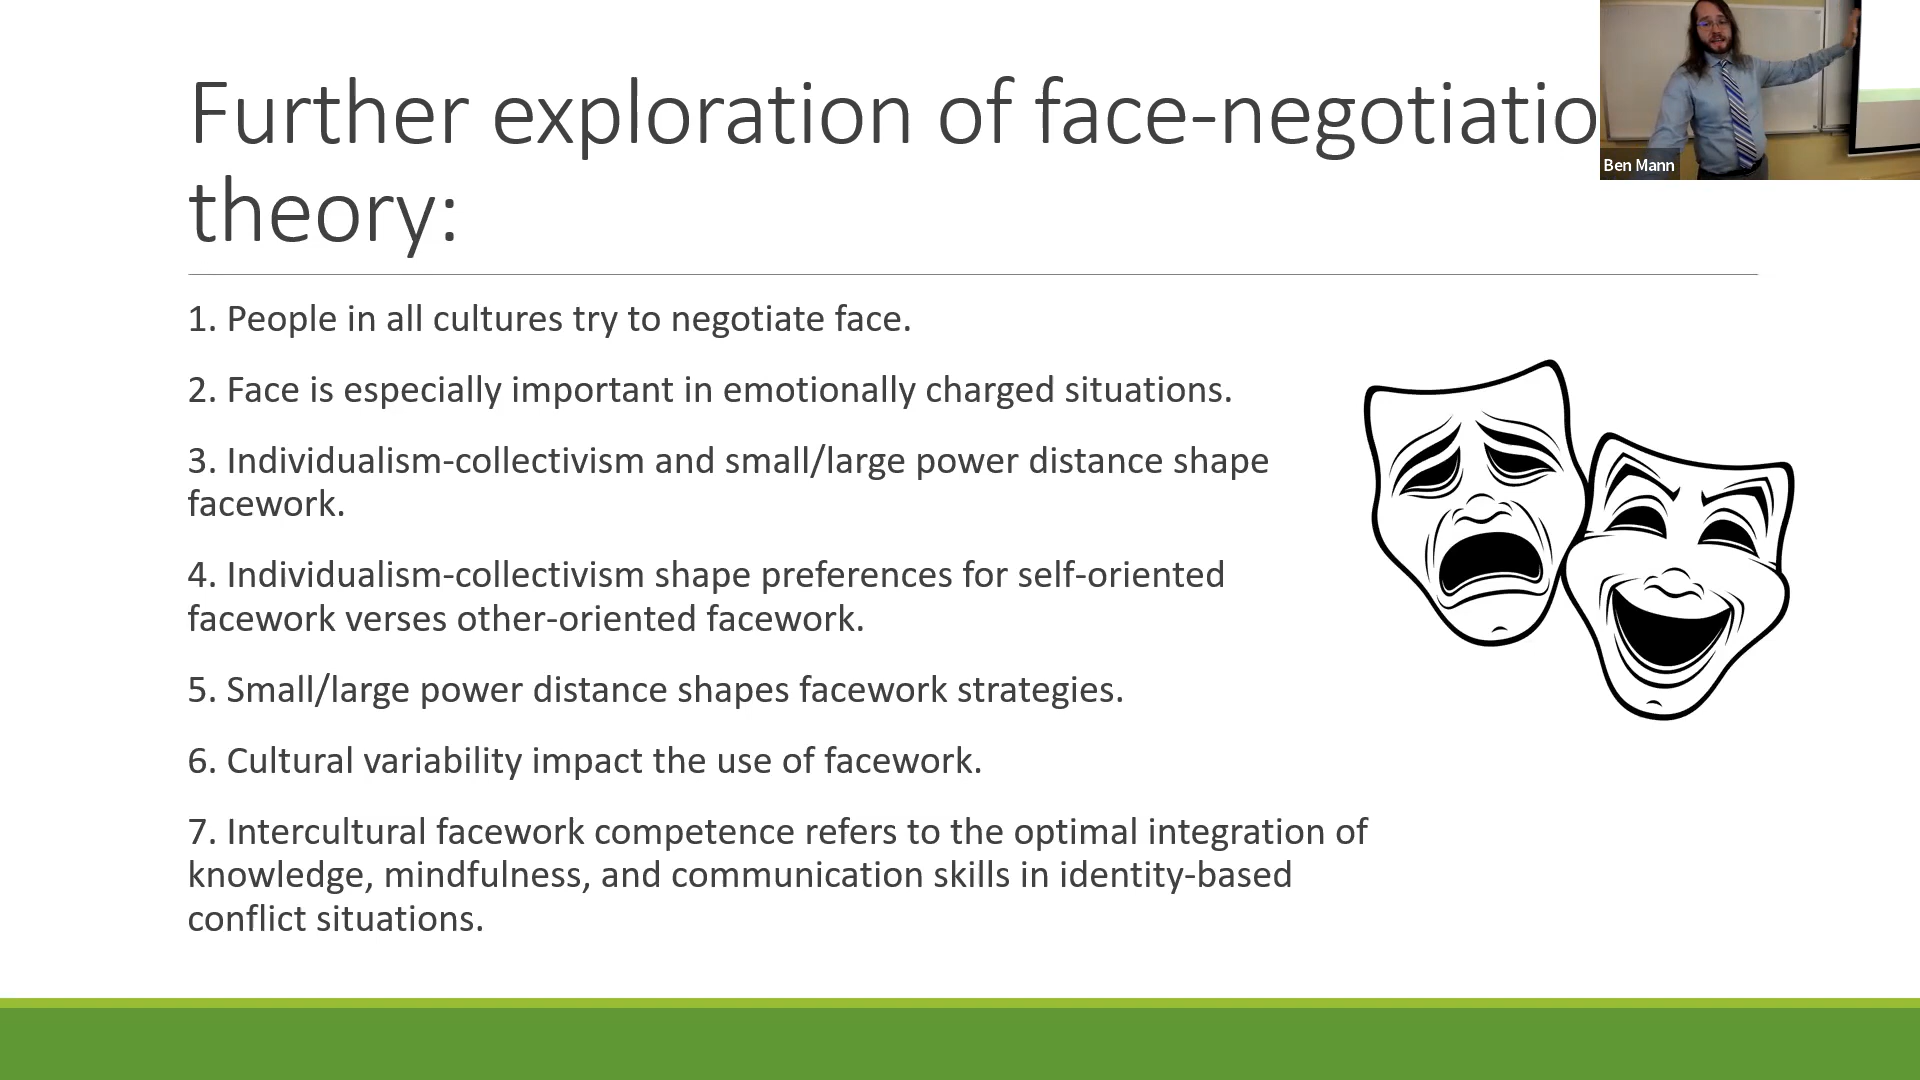 Further exploration of face-negotiatio
theory:
Ben Mann
1. People in all cultures try to negotiate face.
2. Face is especially important in emotionally charged situations.
3. Individualism-collectivism and small/large power distance shape
facework.
4. Individualism-collectivism shape preferences for self-oriented
facework verses other-oriented facework.
5. Small/large power distance shapes facework strategies.
6. Cultural variability impact the use of facework.
7. Intercultural facework competence refers to the optimal integration of
knowledge, mindfulness, and communication skills in identity-based
conflict situations.